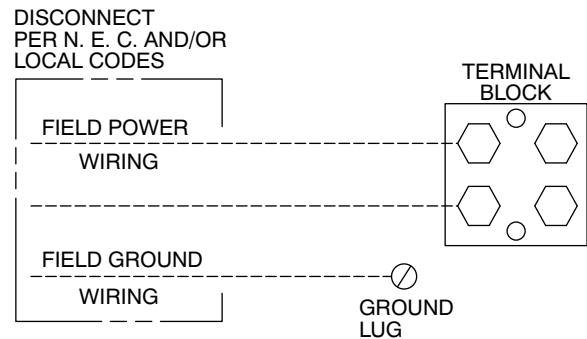 DISCONNECT
PER N. E. C. AND/OR
LOCAL CODES
TERMINAL
BLOCK
FIELD POWER
WIRING
FIELD GROUND
WIRING
GROUND
LUG